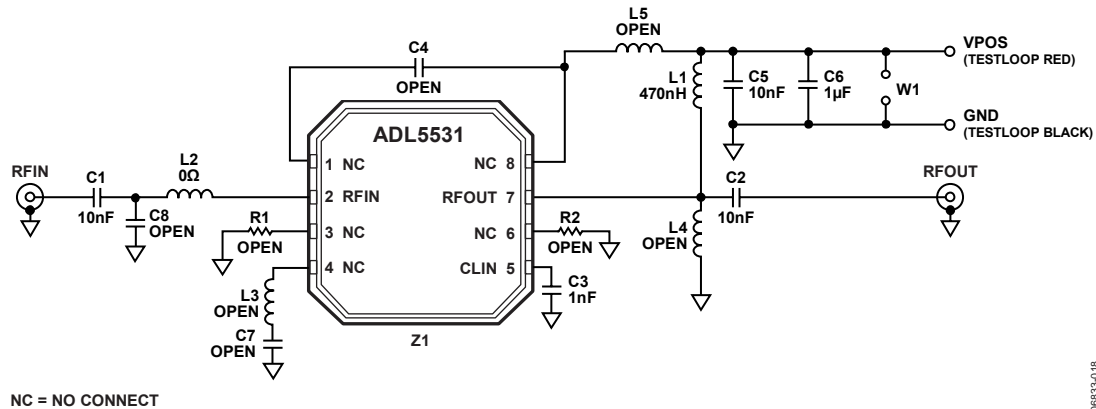 L5
OPEN
VPOS
(TESTLOOP RED)
C4
OPEN
L1
470nH
C5
10nF
C6
1µF
W1
GND
(TESTLOOP BLACK)
ADL5531
1 NC
NC 8
RFIN
C1
10nF
L2
0Ω
C8
OPEN
2 RFIN
RFOUT 7
C2
10nF
RFOUT
R1
OPEN
3 NC
NC 6
R2
OPEN
L4
OPEN
4 NC
CLIN 5
C3
1nF
L3
OPEN
C7
OPEN
Z1
NC = NO CONNECT
06833-018